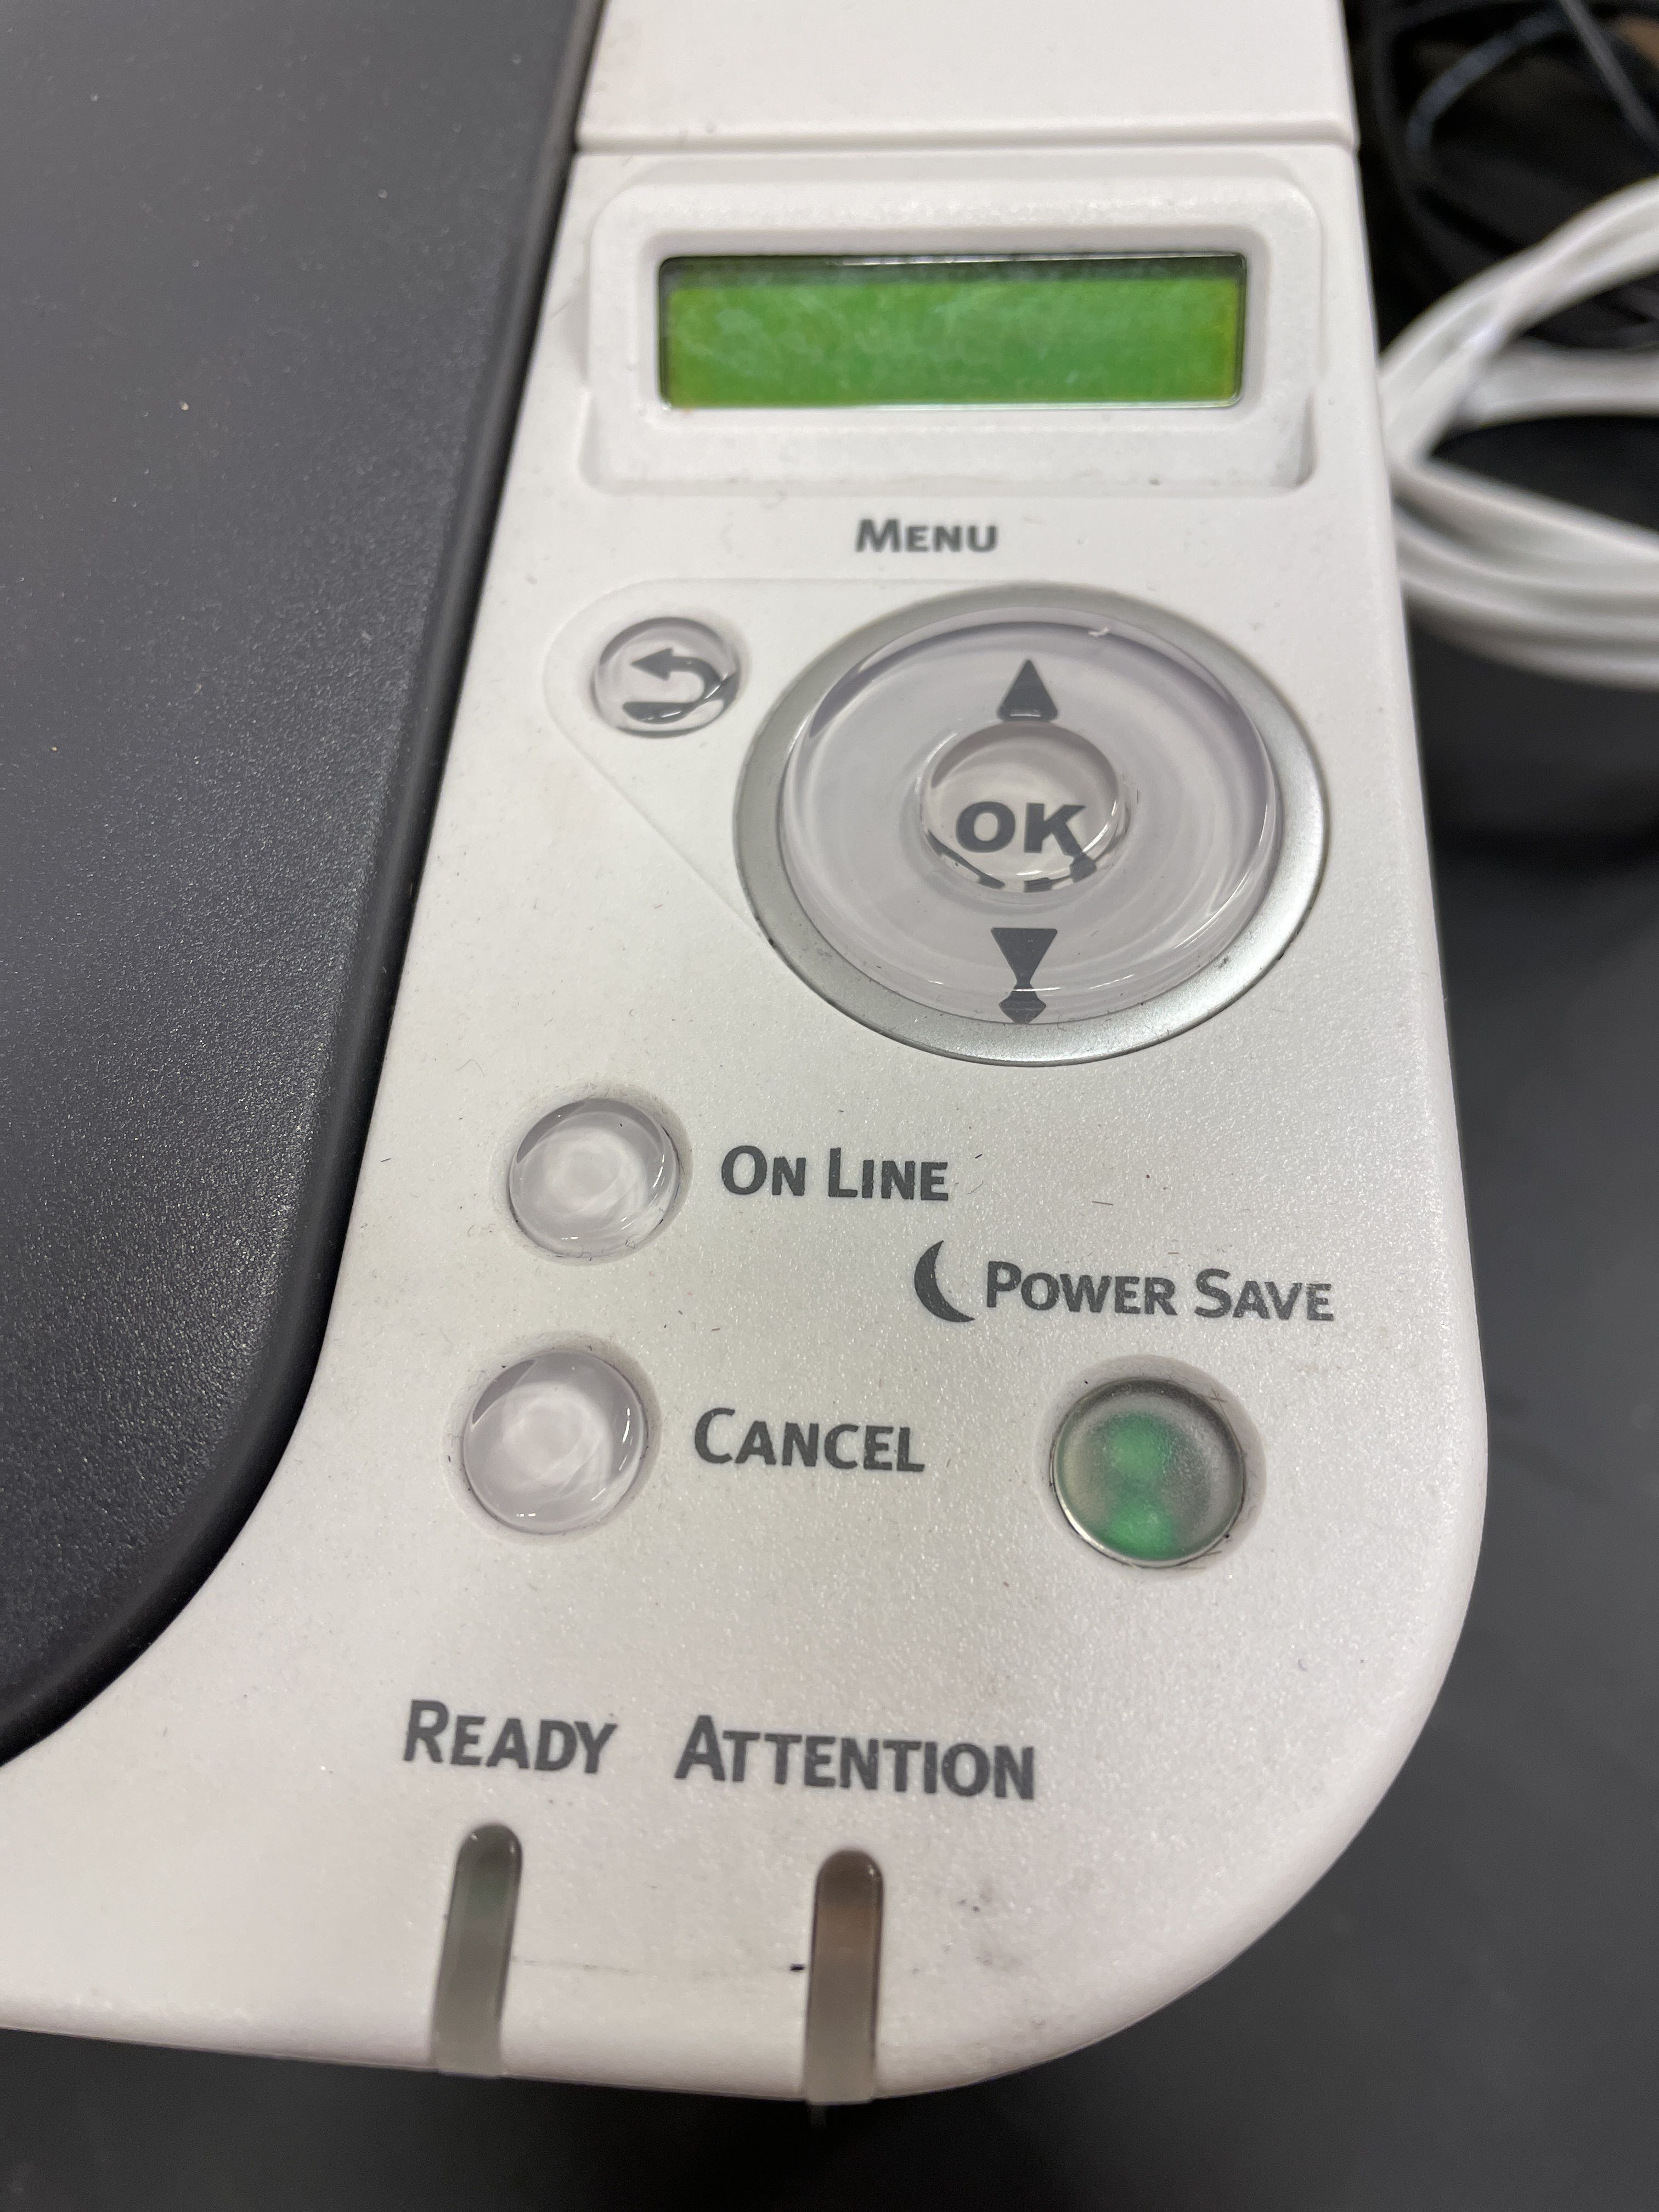 MENU
OK
ON LINE
POWER SAVE
CANCEL
READY ATTENTION